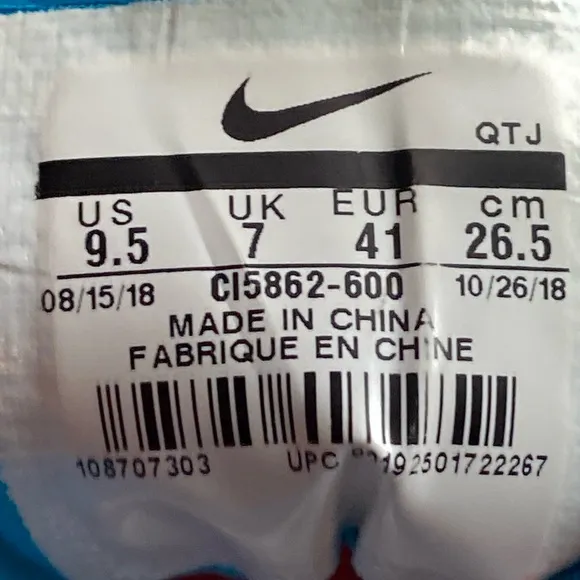 QTJ
US UK EUR cm
9.5 7 41 26.5
08/15/18 CI5862-600 10/26/18
MADE IN CHINA
FABRIQUE EN CHINE
108707303 UPC